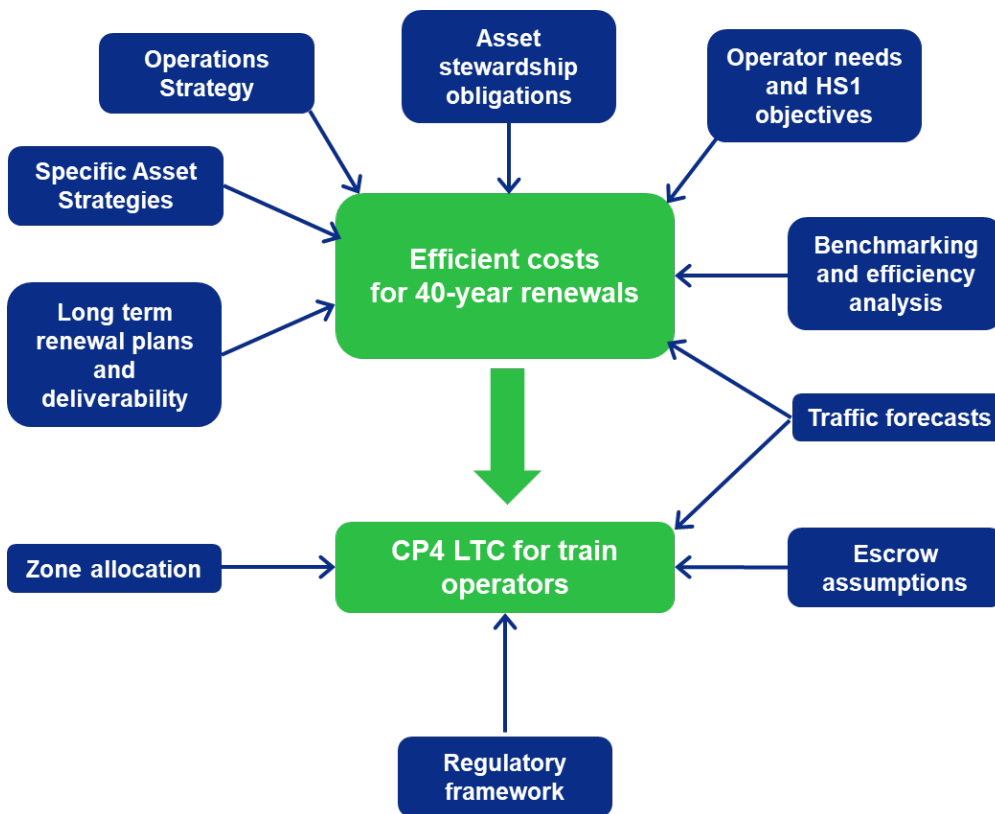 Operations
Strategy
Asset
stewardship
obligations
Operator needs
and HS1
objectives
Specific Asset
Strategies
Efficient costs
for 40-year renewals
Benchmarking
and efficiency
analysis
Long term
renewal plans
and
deliverability
Traffic forecasts
Zone allocation
CP4 LTC for train
operators
Escrow
assumptions
Regulatory
framework